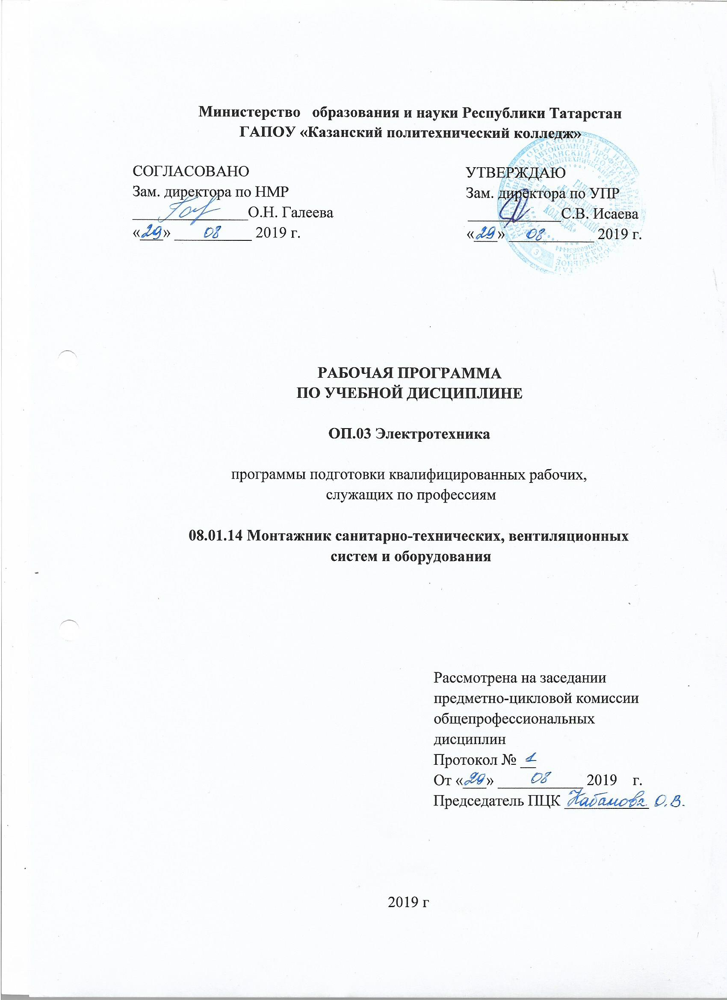 Министерство образования и науки Республики Татарстан
ГАПОУ «Казанский политехнический колледж»
СОГЛАСОВАНО
Зам. директора по НМР
_______________О.Н. Галеева
«29» 08 2019 г.
УТВЕРЖДАЮ
Зам. директора по УПР
____________С.В. Исаева
«29» 08 2019 г.
РАБОЧАЯ ПРОГРАММА
ПО УЧЕБНОЙ ДИСЦИПЛИНЕ
ОП.03 Электротехника
программы подготовки квалифицированных рабочих,
служащих по профессиям
08.01.14 Монтажник санитарно-технических, вентиляционных
систем и оборудования
Рассмотрена на заседании
предметно-цикловой комиссии
общепрофессиональных
дисциплин
Протокол № 1
От «29» 08 2019 г.
Председатель ПЦК О.В.
2019 г